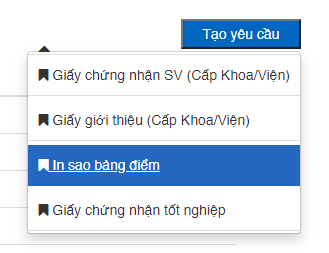 Tạo yêu cầu
Giấy chứng nhận SV (Cấp Khoa/Viện)
Giấy giới thiệu (Cấp Khoa/Viện)
In sao bảng điểm
Giấy chứng nhận tốt nghiệp